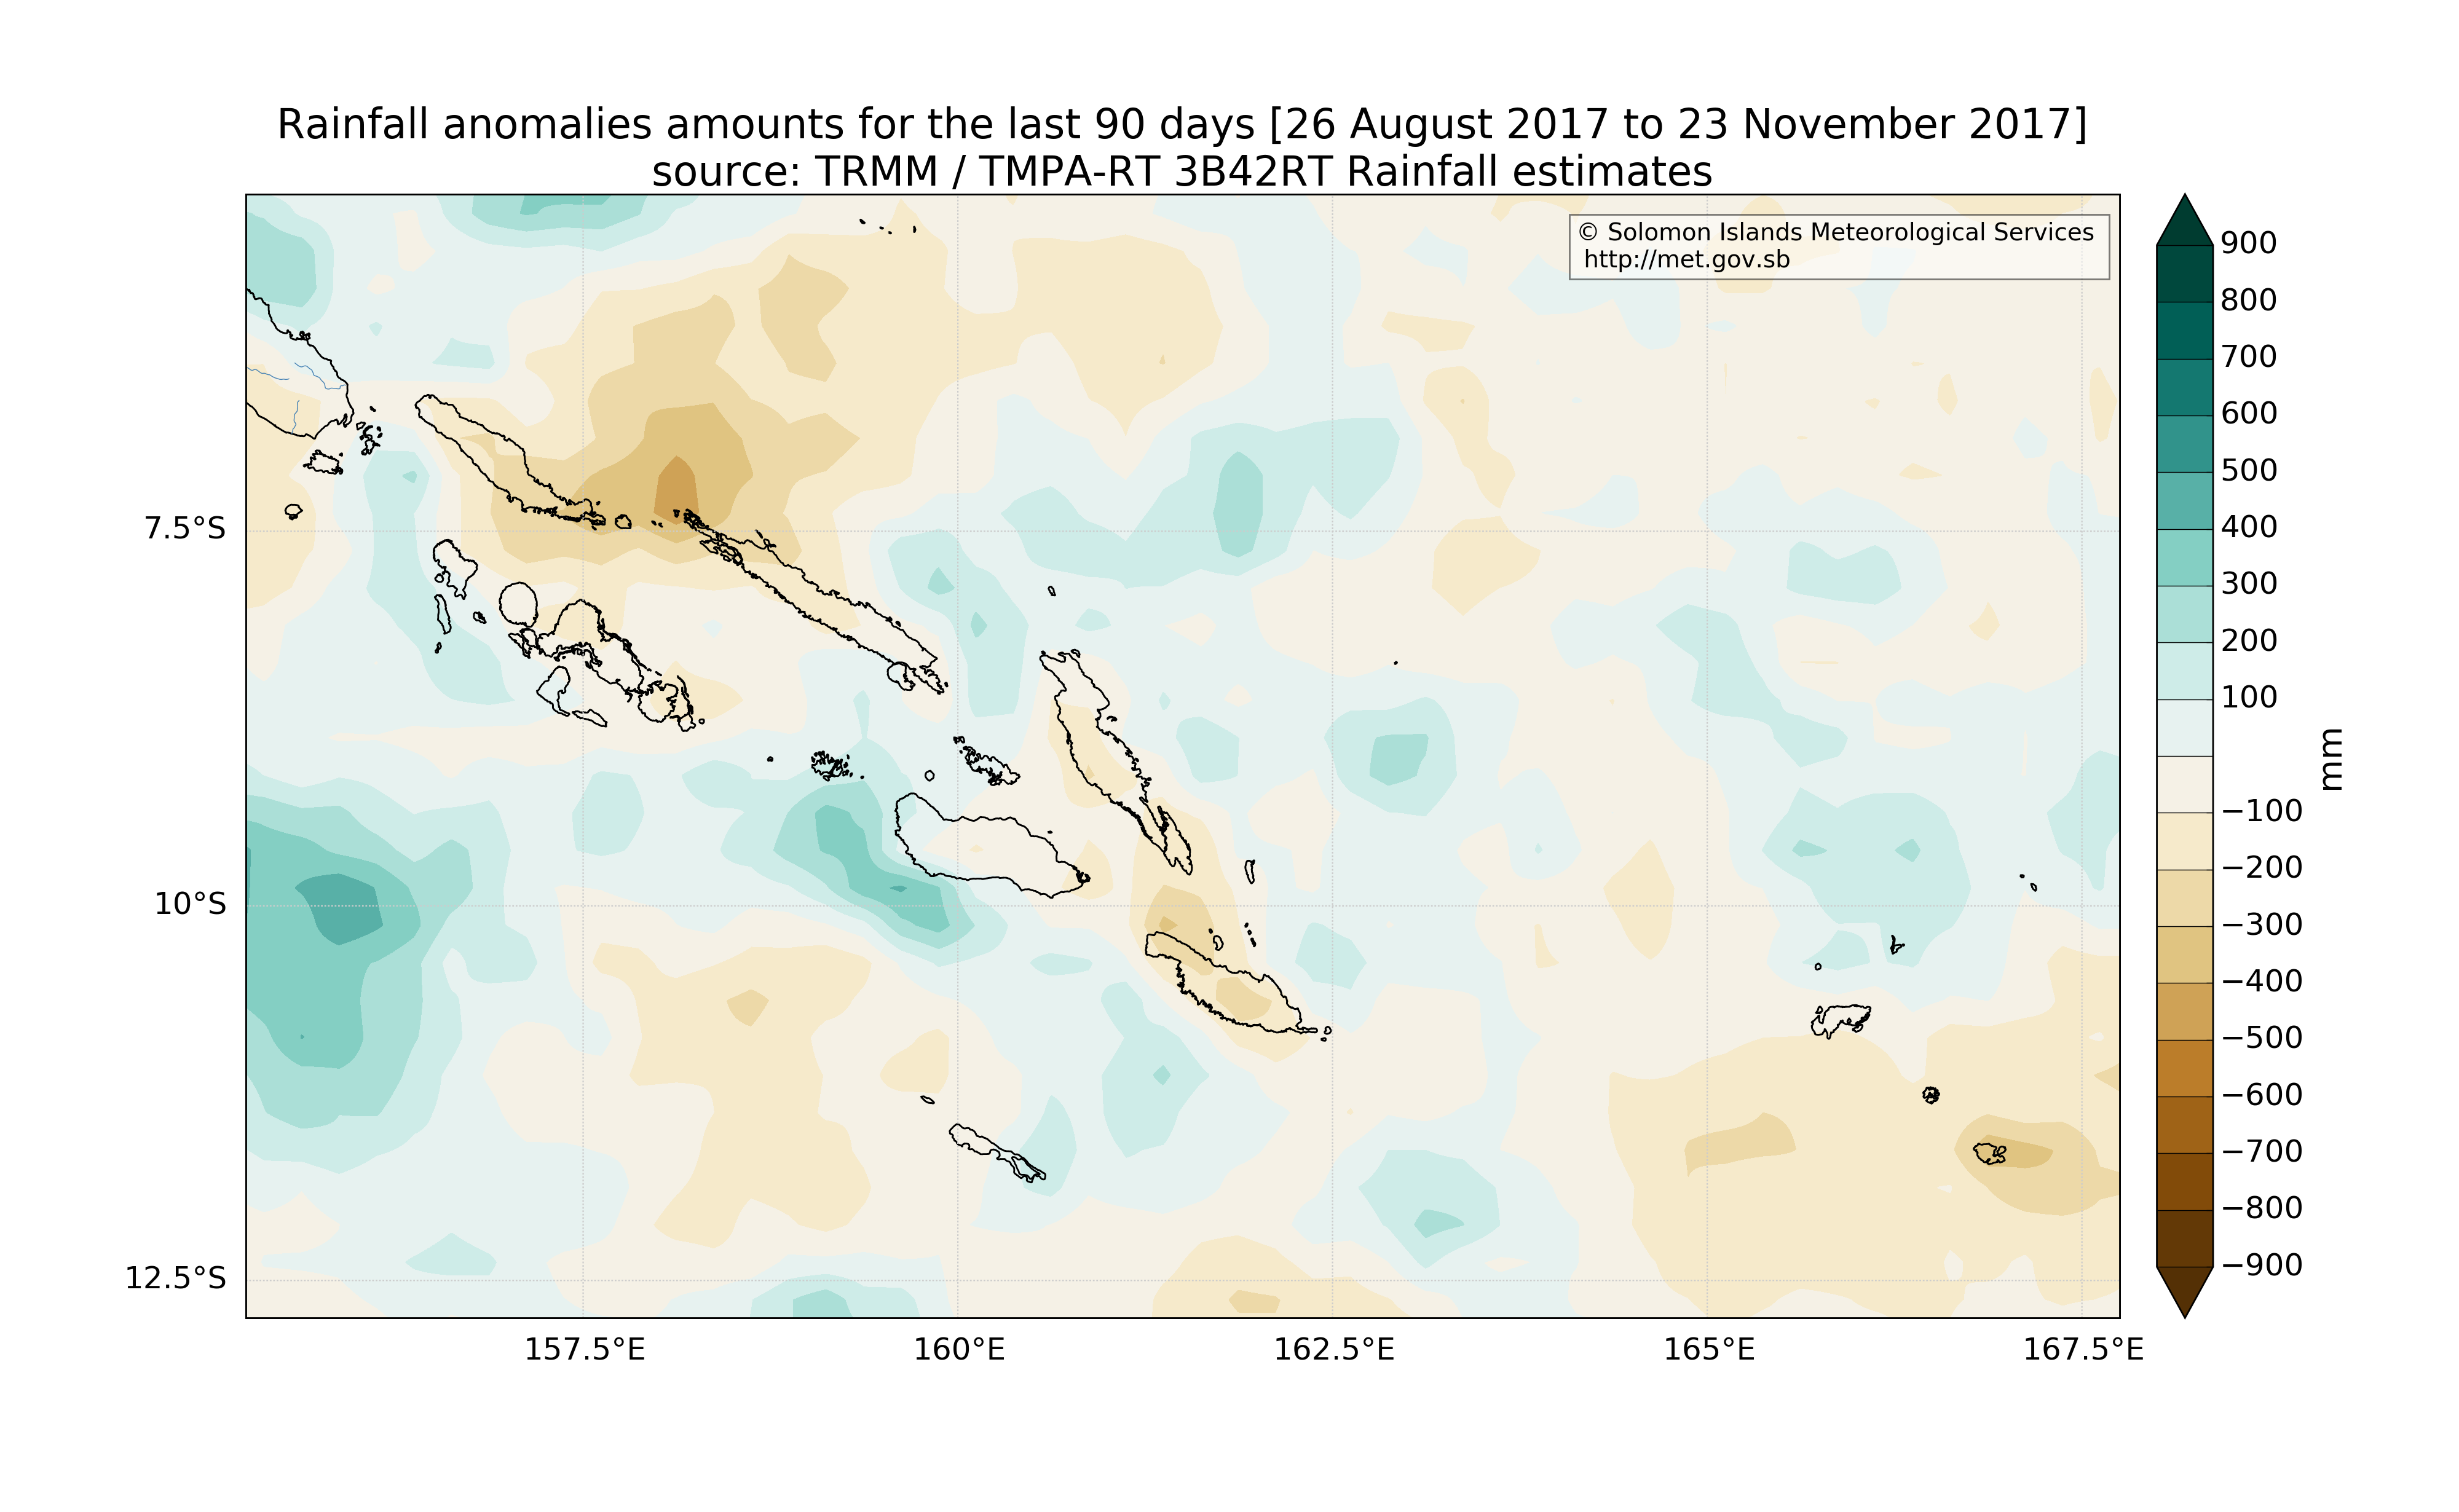 Rainfall anomalies amounts for the last 90 days [26 August 2017 to 23 November 2017]
source: TRMM / TMPA-RT 3B42RT Rainfall estimates
© Solomon Islands Meteorological Services
http://met.gov.sb
7.5°S
10°S
12.5°S
157.5°E
160°E
162.5°E
165°E
167.5°E
900
800
700
600
500
400
300
200
100
−100
−200
−300
−400
−500
−600
−700
−800
−900
mm